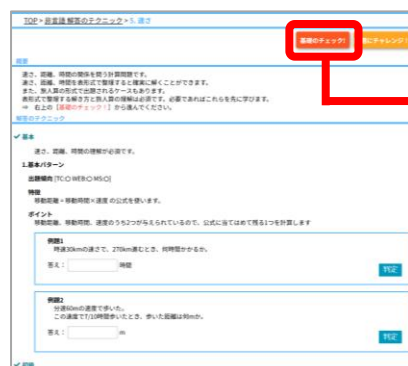 TOP > 非言語 解答のテクニック > 5. 速さ
基礎のチェック!
にチャレンジ!
概要
速さ、距離、時間の関係を問う計算問題です。
速さ、距離、時間を表形式で整理すると確実に解くことができます。
また、旅人算の形式で出題されるケースもあります。
表形式で整理する解き方と旅人算の理解は必須です。必要であればこれらを先に学びます。
⇒ 右上の【基礎のチェック！】から進んでください。
解答のテクニック
✔ 基本
速さ、距離、時間の理解が必須です。
1.基本パターン
出題傾向 [TC:○ WEB:○ MS:○]
特徴
移動距離＝移動時間×速度 の公式を使います。
ポイント
移動距離、移動時間、速度のうち2つが与えられているので、公式に当てはめて残る1つを計算します
例題1
時速30kmの速さで、270km進むとき、何時間かかるか。
答え： 時間
判定
例題2
分速60mの速度で歩いた。
この速度で7/10時間歩いたとき、歩いた距離は何mか。
答え： m
判定